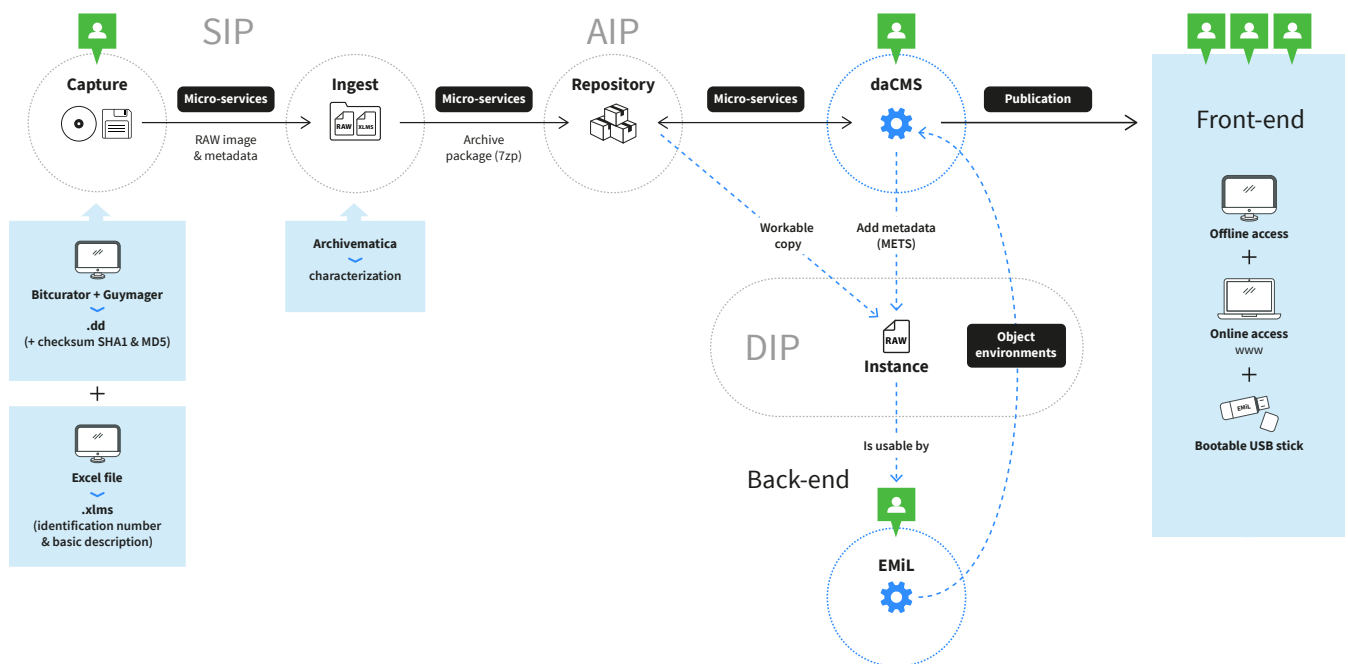 SIP
AIP
Capture
Micro-services
RAW image
& metadata
Ingest
RAW
XLMS
Micro-services
Archive
package (7zp)
Repository
Micro-services
daCMS
Publication
Front-end
Offline access
+
Online access
www
+
EMiL
Bootable USB stick
Bitcurator + Guymager
.dd
(+ checksum SHA1 & MD5)
+
Excel file
.xlms
(identification number
& basic description)
Archivematica
characterization
Workable
copy
Add metadata
(METS)
DIP
RAW
Instance
Object
environments
Is usable by
Back-end
EMiL